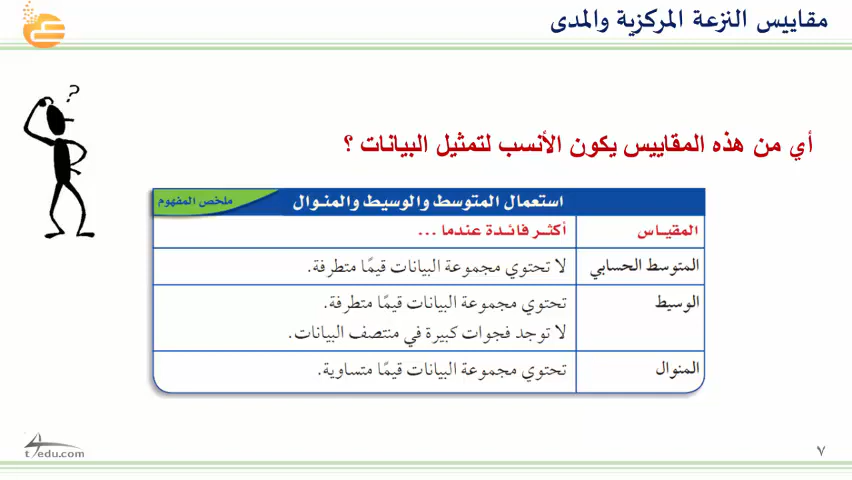 مقاييس النزعة المركزية والمدى
?
أي من هذه المقاييس يكون الأنسب لتمثيل البيانات ؟
استعمال المتوسط والوسيط والمنوال
ملخص المفهوم
المقياس
أكثر فائدة عندما ...
المتوسط الحسابي
لا تحتوي مجموعة البيانات قيمًا متطرفة.
الوسيط
تحتوي مجموعة البيانات قيمًا متطرفة.
لا توجد فجوات كبيرة في منتصف البيانات.
المنوال
تحتوي مجموعة البيانات قيمًا متساوية.
t4edu.com
٧